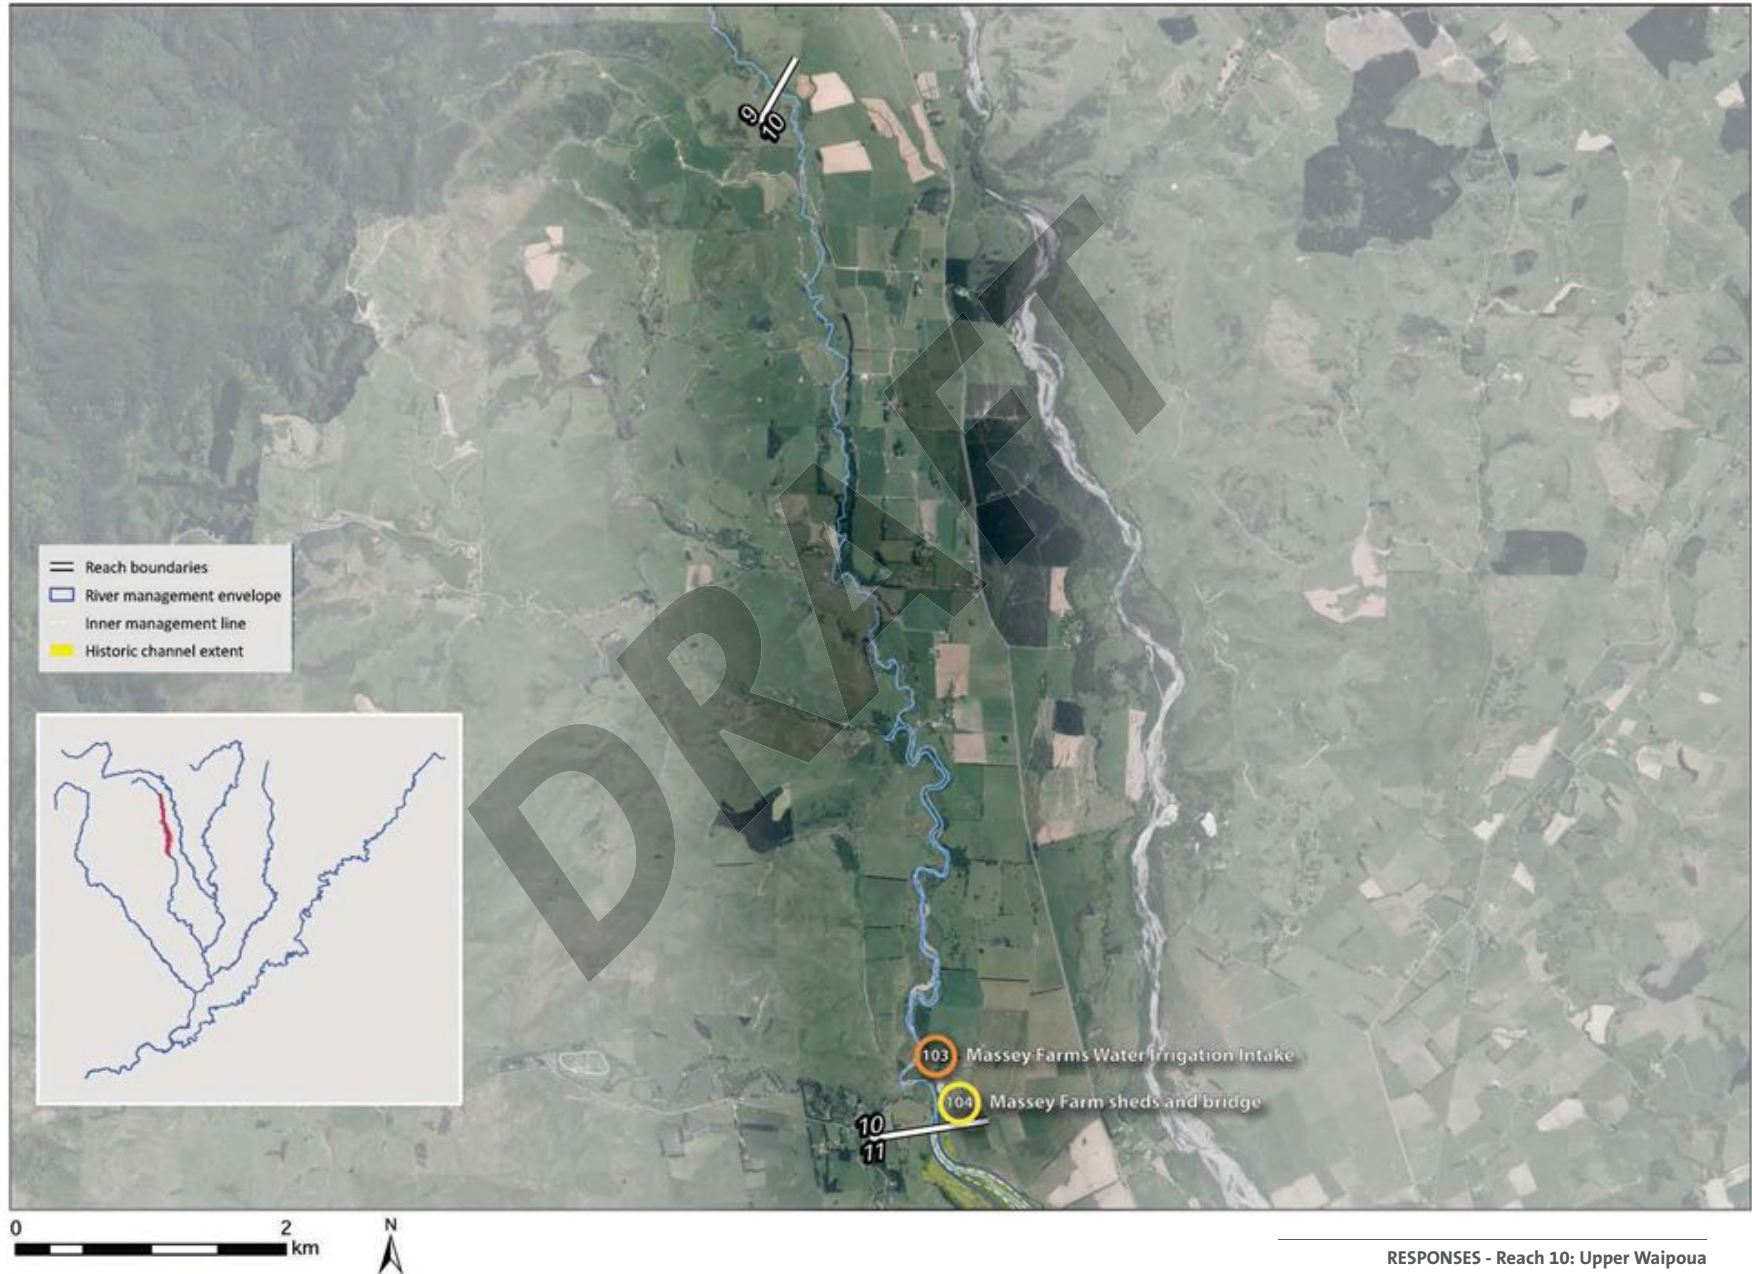 9
10
DRAFT
Reach boundaries
River management envelope
Inner management line
Historic channel extent
103 Massey Farms Water Irrigation Intake
104 Massey Farm sheds and bridge
10
11
0 2 km
N
RESPONSES - Reach 10: Upper Waipoua